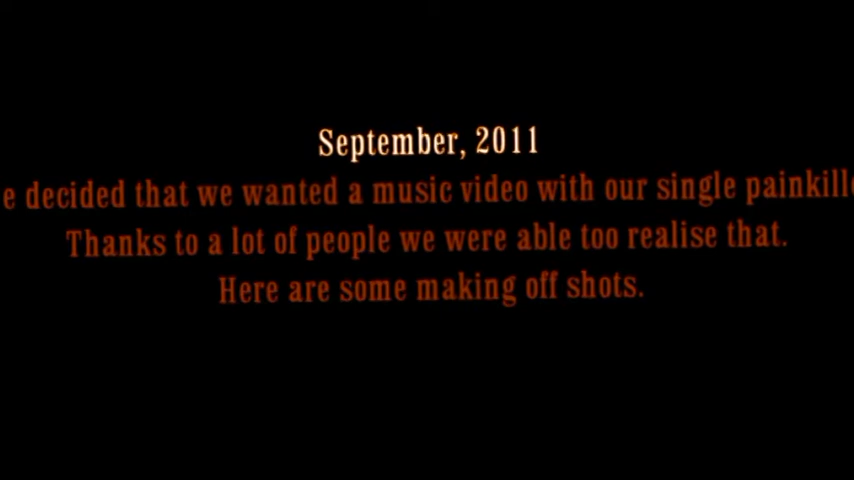 September, 2011
e decided that we wanted a music video with our single painkille
Thanks to a lot of people we were able too realise that.
Here are some making off shots.